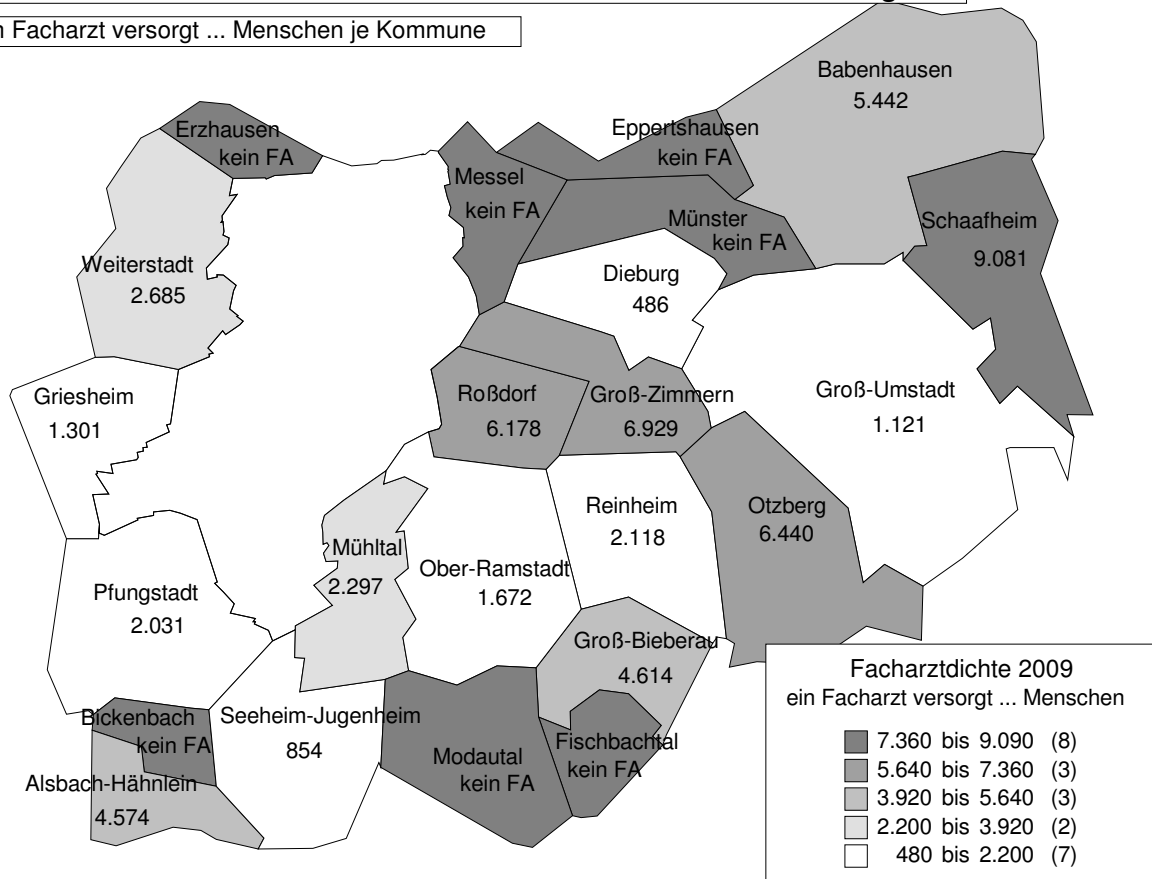 Facharzt versorgt ... Menschen je Kommune
Babenhausen
5.442
Erzhausen
kein FA
Eppertshausen
kein FA
Messel
kein FA
Münster
kein FA
Schaafheim
9.081
Weiterstadt
2.685
Dieburg
486
Griesheim
1.301
Roßdorf
6.178
Groß-Zimmern
6.929
Groß-Umstadt
1.121
Reinheim
2.118
Otzberg
6.440
Mühltal
2.297
Ober-Ramstadt
1.672
Pfungstadt
2.031
Groß-Bieberau
4.614
Bickenbach
kein FA
Seeheim-Jugenheim
854
Modautal
kein FA
Fischbachtal
kein FA
Alsbach-Hähnlein
4.574
Facharztdichte 2009
ein Facharzt versorgt ... Menschen
7.360 bis 9.090 (8)
5.640 bis 7.360 (3)
3.920 bis 5.640 (3)
2.200 bis 3.920 (2)
480 bis 2.200 (7)